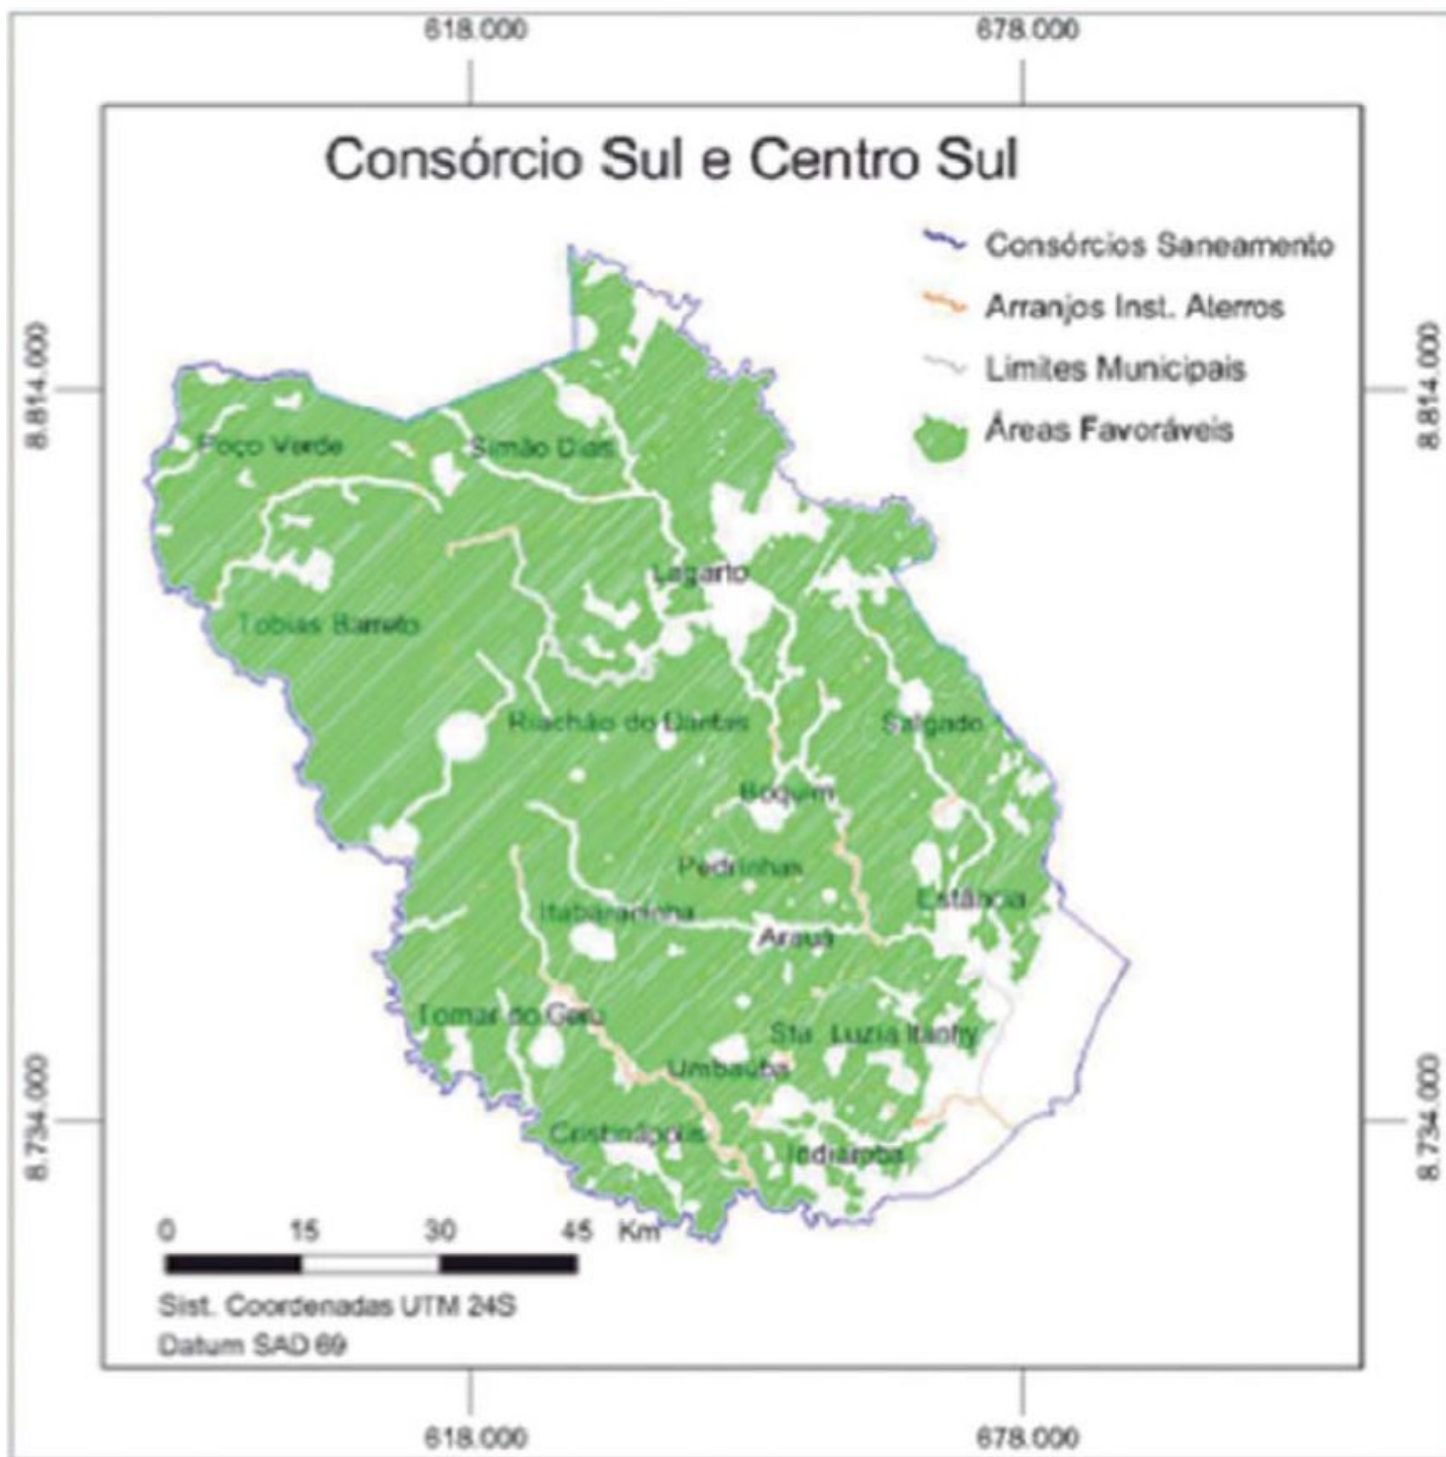 618.000 678.000
Consórcio Sul e Centro Sul
Consórcios Saneamento
Arranjos Inst. Aterros
Limites Municipais
Áreas Favoráveis
8.814.000
8.814.000
Poço Verde
Simão Dias
Lagarto
Tobias Barreto
Riachão do Dantas
Salgado
Boquim
Pedrinhas
Estância
Itabaraninha
Arauá
Tomar do Geru
Sta Luzia Itanhy
Umbaúba
Cristinápolis
Indiaroba
8.734.000
8.734.000
0 15 30 45 Km
Sist. Coordenadas UTM 24S
Datum SAD 69
618.000 678.000